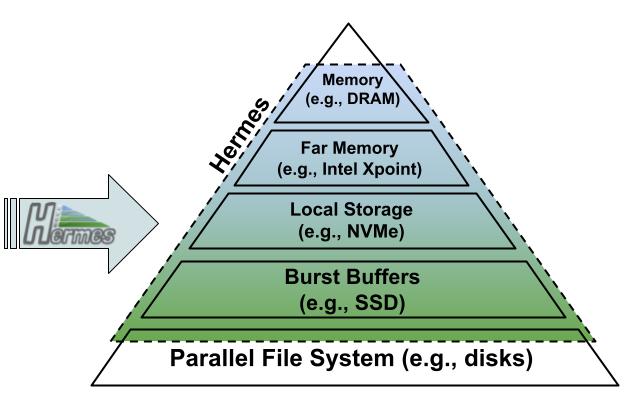 Hermes
Memory
(e.g., DRAM)
Far Memory
(e.g., Intel Xpoint)
Local Storage
(e.g., NVMe)
Burst Buffers
(e.g., SSD)
Parallel File System (e.g., disks)
Hermes